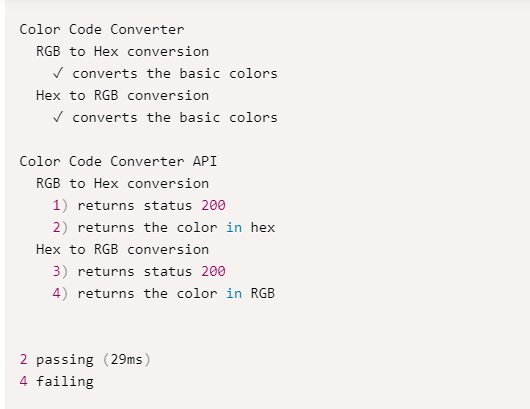 Color Code Converter
RGB to Hex conversion
✓ converts the basic colors
Hex to RGB conversion
✓ converts the basic colors
Color Code Converter API
RGB to Hex conversion
1) returns status 200
2) returns the color in hex
Hex to RGB conversion
3) returns status 200
4) returns the color in RGB
2 passing (29ms)
4 failing